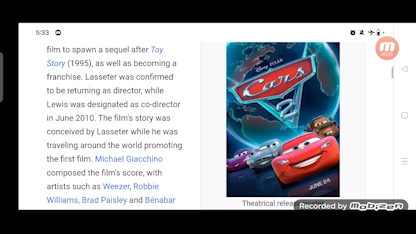 5:33
film to spawn a sequel after Toy
Story (1995), as well as becoming a
franchise. Lasseter was confirmed
to be returning as director, while
Lewis was designated as co-director
in June 2010. The film's story was
conceived by Lasseter while he was
traveling around the world promoting
the first film. Michael Giacchino
composed the film's score, with
artists such as Weezer, Robbie
Williams, Brad Paisley and Bénabar
Disney PIXAR
Cars
2
JUNE 24
Theatrical release
Recorded by Mobizen